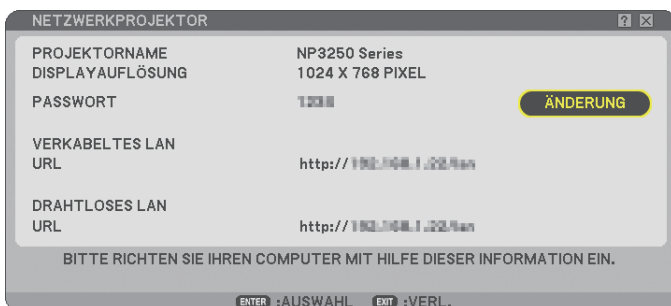 NETZWERKPROJEKTOR
PROJEKTORNAME NP3250 Series
DISPLAYAUFLÖSUNG 1024 X 768 PIXEL
PASSWORT ÄNDERUNG
VERKABELTES LAN
URL http://
DRAHTLOSES LAN
URL http://
BITTE RICHTEN SIE IHREN COMPUTER MIT HILFE DIESER INFORMATION EIN.
ENTER :AUSWAHL EXIT :VERL.